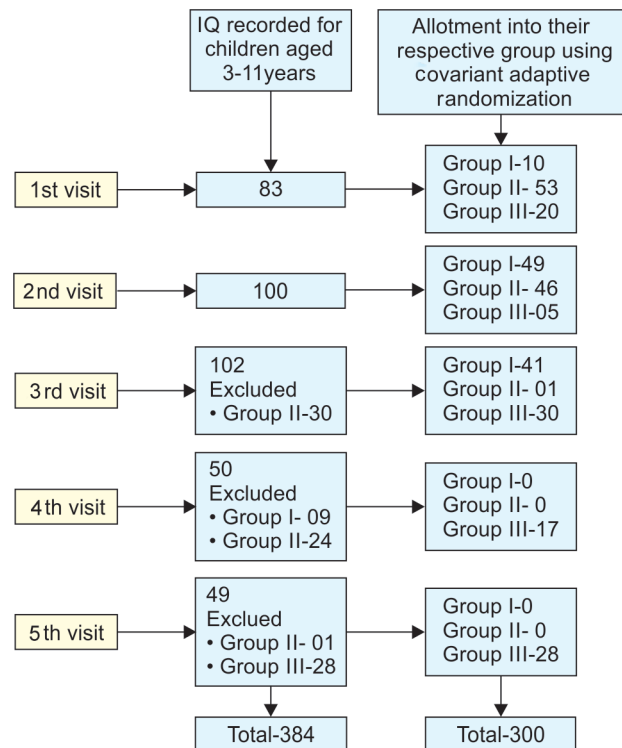 IQ recorded for
children aged
3-11years
Allotment into their
respective group using
covariant adaptive
randomization
1st visit
83
Group I-10
Group II- 53
Group III-20
2nd visit
100
Group I-49
Group II- 46
Group III-05
3rd visit
102
Excluded
• Group II-30
Group I-41
Group II- 01
Group III-30
4th visit
50
Excluded
• Group I- 09
• Group II-24
Group I-0
Group II- 0
Group III-17
5th visit
49
Exclued
• Group II- 01
• Group III-28
Group I-0
Group II- 0
Group III-28
Total-384
Total-300